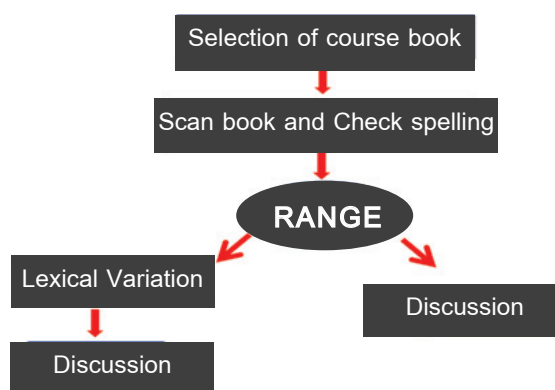 Selection of course book
Scan book and Check spelling
RANGE
Lexical Variation
Discussion
Discussion